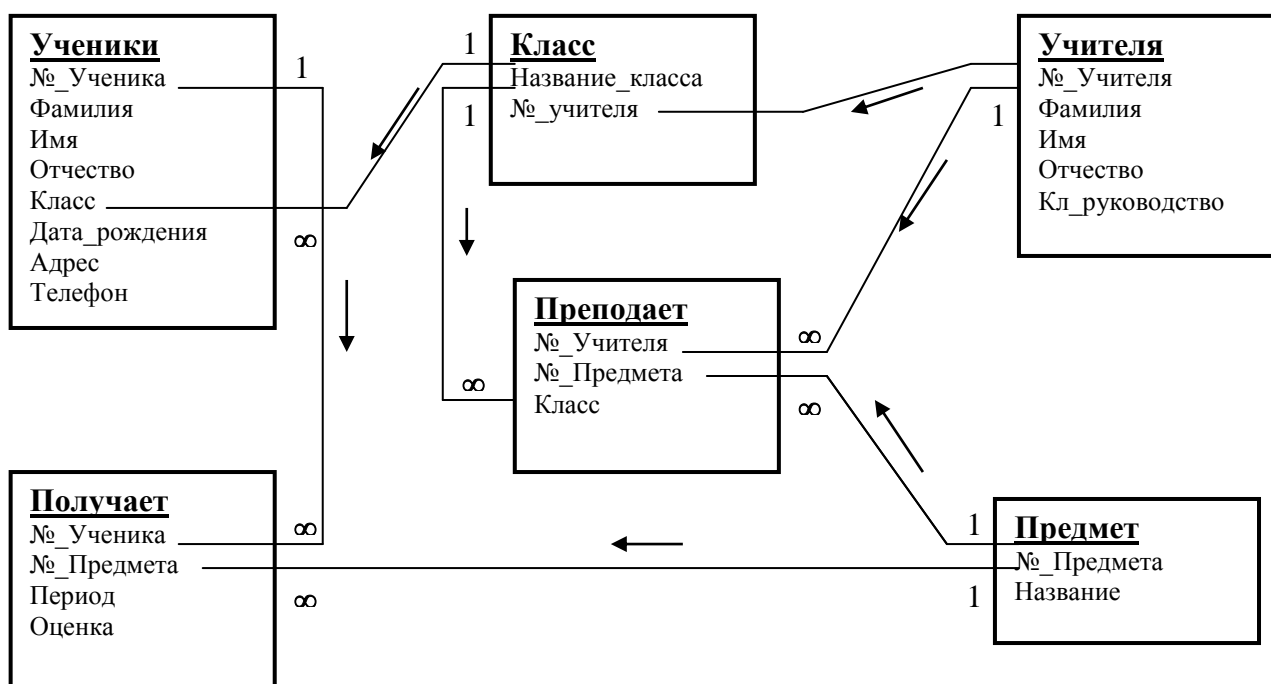 Ученики
№_Ученика
Фамилия
Имя
Отчество
Класс
Дата_рождения
Адрес
Телефон
1
∞
1
Класс
Название_класса
№_учителя
1
Учителя
№_Учителя
Фамилия
Имя
Отчество
Кл_руководство
1
Преподает
№_Учителя
№_Предмета
Класс
∞
∞
∞
Получает
№_Ученика
№_Предмета
Период
Оценка
∞
∞
1
1
Предмет
№_Предмета
Название